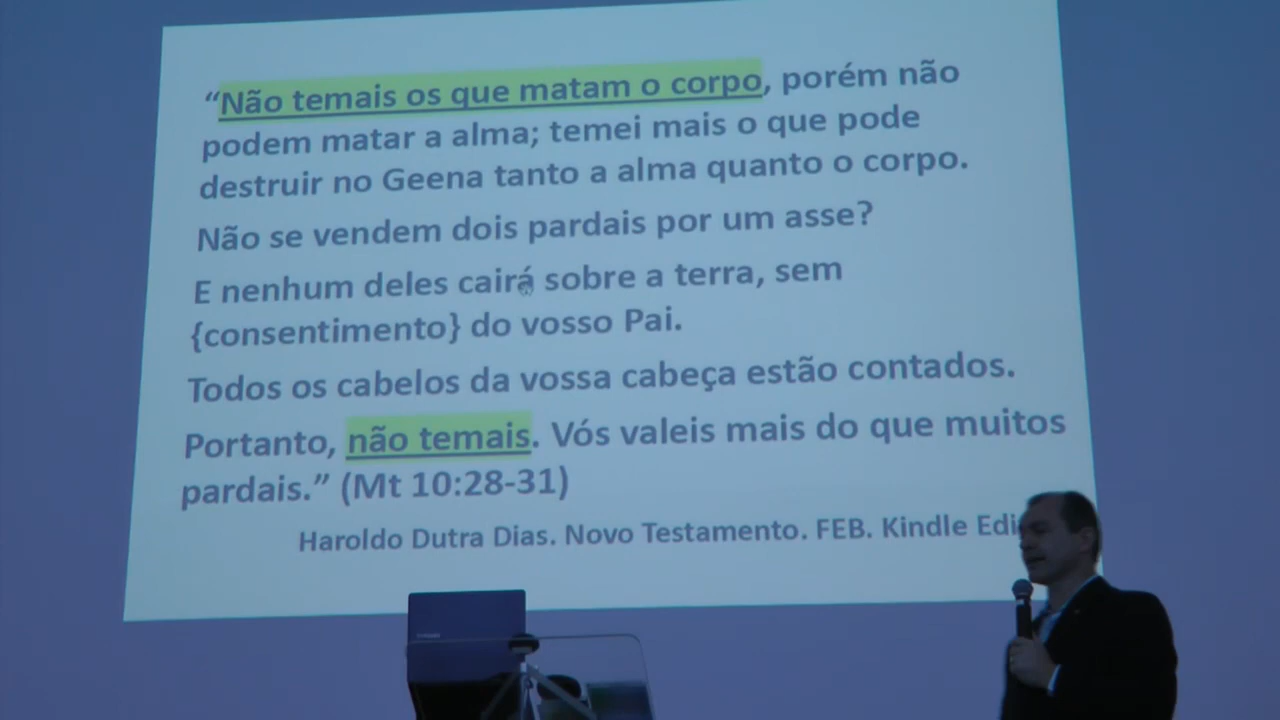 “Não temais os que matam o corpo, porém não
podem matar a alma; temei mais o que pode
destruir no Geena tanto a alma quanto o corpo.
Não se vendem dois pardais por um asse?
E nenhum deles cairá sobre a terra, sem
{consentimento} do vosso Pai.
Todos os cabelos da vossa cabeça estão contados.
Portanto, não temais. Vós valeis mais do que muitos
pardais.” (Mt 10:28-31)
Haroldo Dutra Dias. Novo Testamento. FEB. Kindle Edi